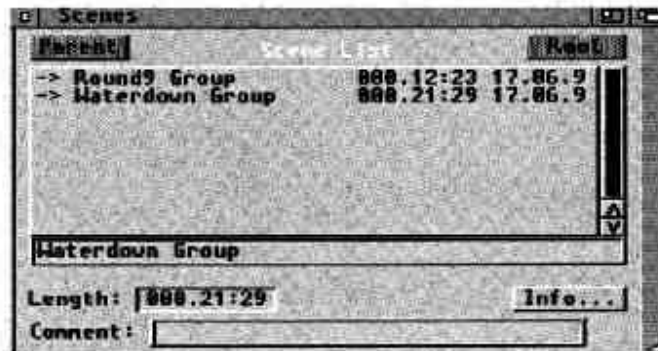 Scenes
Parent Scene List Root
-> Round9 Group 000.12:23 17.06.9
-> Waterdown Group 000.21:29 17.06.9
Waterdown Group
Length: 000.21:29 Info...
Comment: